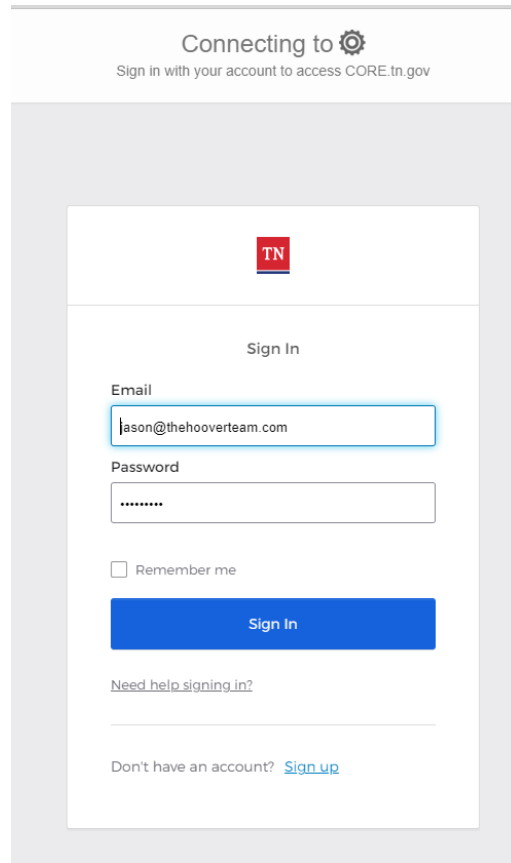 Connecting to
Sign in with your account to access CORE.tn.gov
TN
Sign In
Email
jason@thehooverteam.com
Password
•••••••••
Remember me
Sign In
Need help signing in?
Don't have an account? Sign up